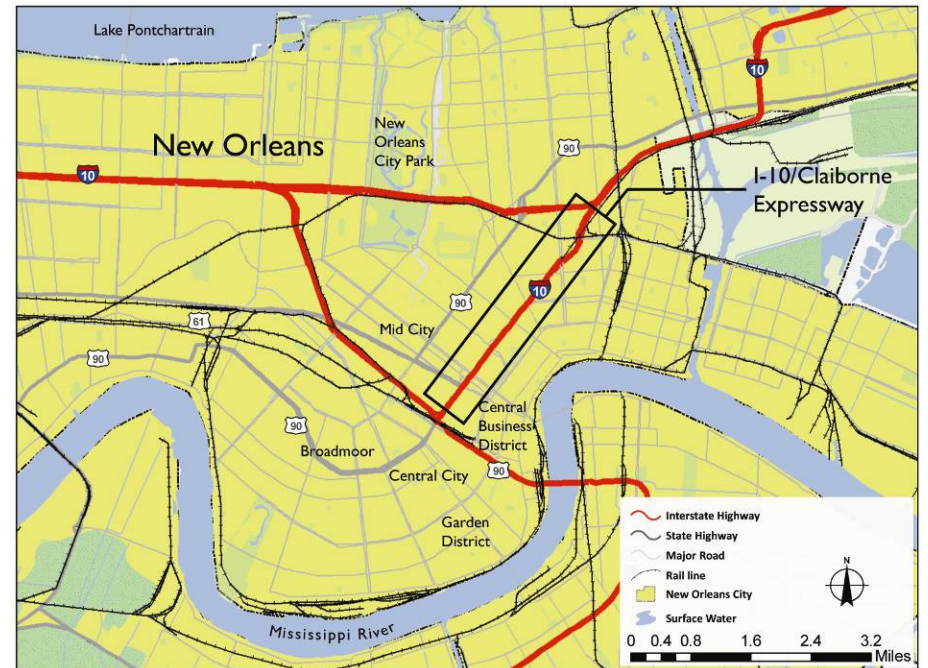 Lake Pontchartrain
10
New
Orleans
City Park
New Orleans
90
10
I-10/Claiborne
Expressway
10
90
61
Mid City
90
90
Broadmoor
Central
Business
District
Central City
90
Garden
District
Mississippi River
Interstate Highway
State Highway
Major Road
Rail line
New Orleans City
Surface Water
N
0 0.4 0.8 1.6 2.4 3.2
Miles